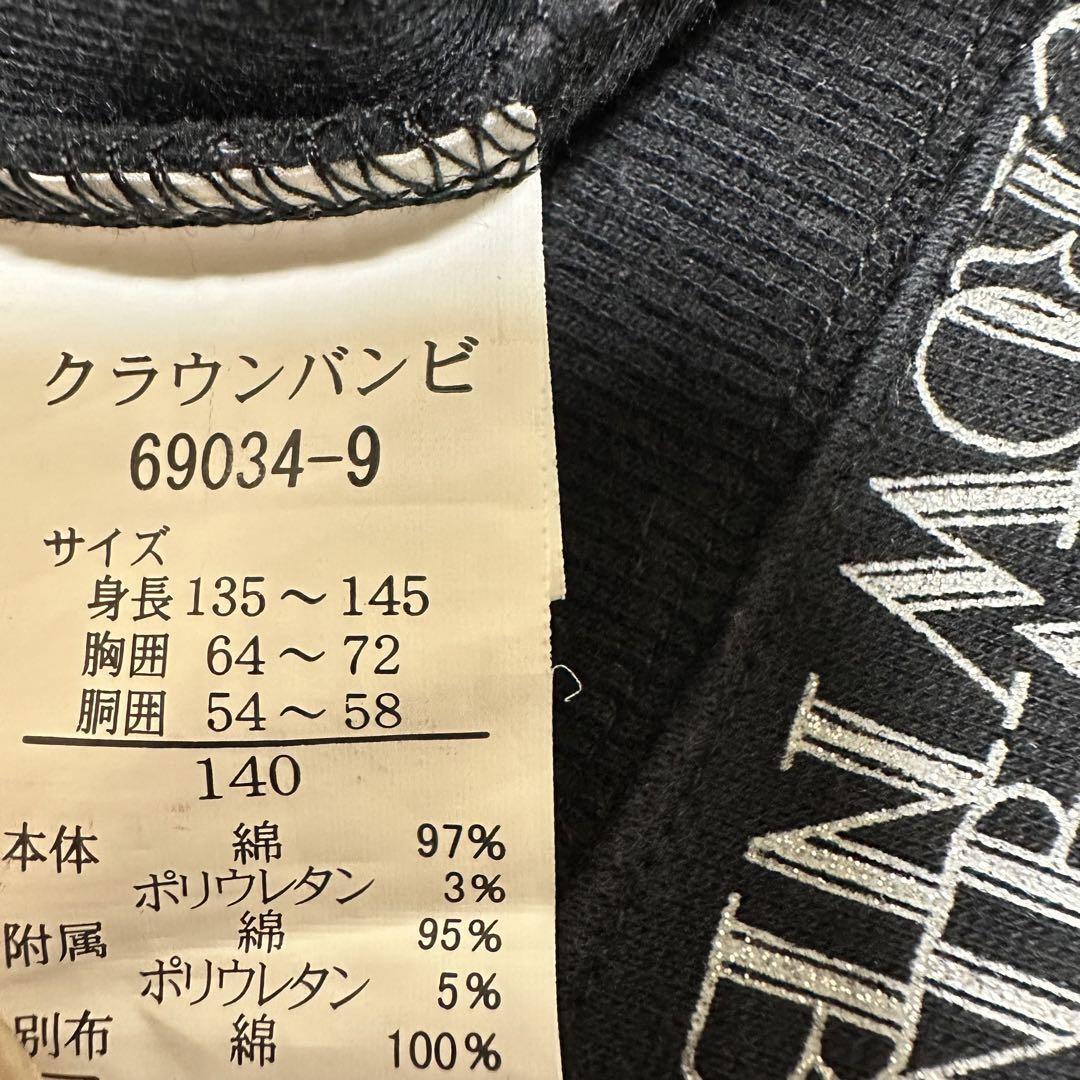 クラウンバンビ
69034-9
サイズ
身長 135 ～ 145
胸囲 64 ～ 72
胴囲 54 ～ 58
140
本体 綿 97%
ポリウレタン 3%
附属 綿 95%
ポリウレタン 5%
別布 綿 100%
CROWN